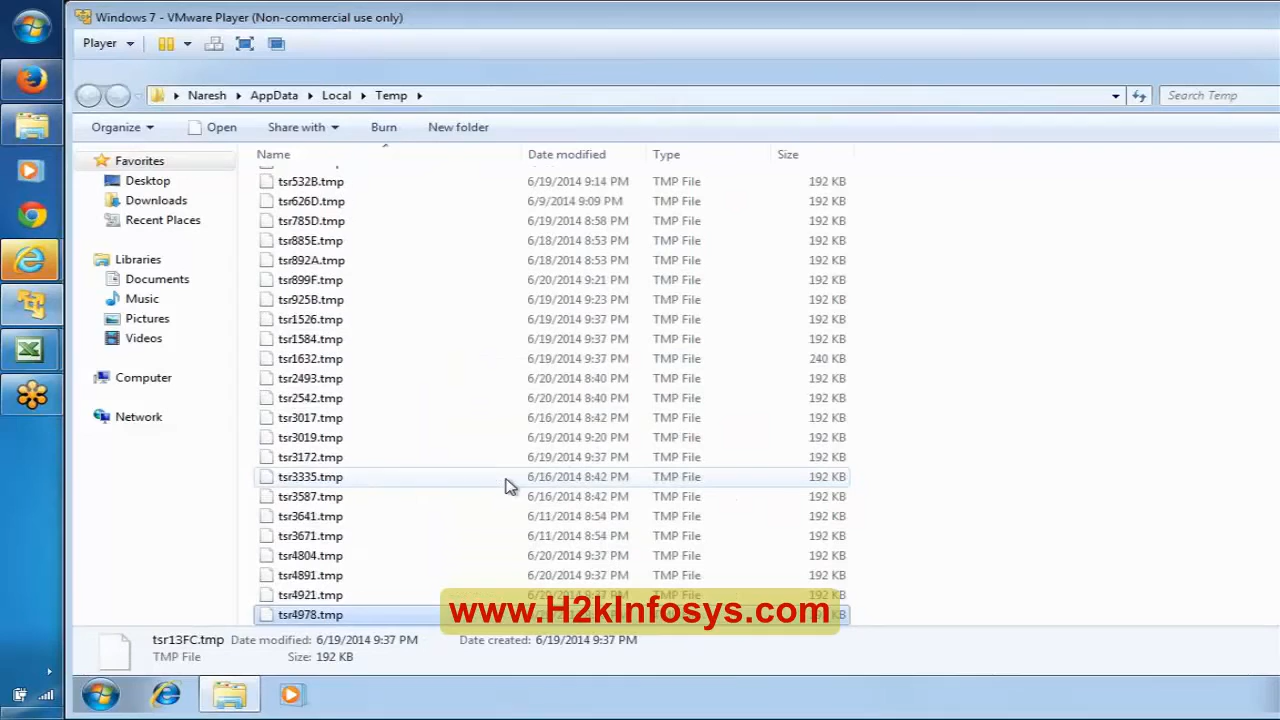 Windows 7 - VMware Player (Non-commercial use only)
Player
Naresh AppData Local Temp
Search Temp
Organize Open Share with Burn New folder
Name Date modified Type Size
Favorites
Desktop
Downloads
Recent Places
Libraries
Documents
Music
Pictures
Videos
Computer
Network
tsr532B.tmp 6/19/2014 9:14 PM TMP File 192 KB
tsr626D.tmp 6/9/2014 9:09 PM TMP File 192 KB
tsr785D.tmp 6/19/2014 8:58 PM TMP File 192 KB
tsr885E.tmp 6/18/2014 8:53 PM TMP File 192 KB
tsr892A.tmp 6/18/2014 8:53 PM TMP File 192 KB
tsr899F.tmp 6/20/2014 9:21 PM TMP File 192 KB
tsr925B.tmp 6/19/2014 9:23 PM TMP File 192 KB
tsr1526.tmp 6/19/2014 9:37 PM TMP File 192 KB
tsr1584.tmp 6/19/2014 9:37 PM TMP File 192 KB
tsr1632.tmp 6/19/2014 9:37 PM TMP File 240 KB
tsr2493.tmp 6/20/2014 8:40 PM TMP File 192 KB
tsr2542.tmp 6/20/2014 8:40 PM TMP File 192 KB
tsr3017.tmp 6/16/2014 8:42 PM TMP File 192 KB
tsr3019.tmp 6/19/2014 9:20 PM TMP File 192 KB
tsr3172.tmp 6/19/2014 9:37 PM TMP File 192 KB
tsr3335.tmp 6/16/2014 8:42 PM TMP File 192 KB
tsr3587.tmp 6/16/2014 8:42 PM TMP File 192 KB
tsr3641.tmp 6/11/2014 8:54 PM TMP File 192 KB
tsr3671.tmp 6/11/2014 8:54 PM TMP File 192 KB
tsr4804.tmp 6/20/2014 9:37 PM TMP File 192 KB
tsr4891.tmp 6/20/2014 9:37 PM TMP File 192 KB
tsr4921.tmp 6/20/2014 9:37 PM TMP File 192 KB
tsr4978.tmp KB
www.H2kInfosys.com
tsr13FC.tmp Date modified: 6/19/2014 9:37 PM Date created: 6/19/2014 9:37 PM
TMP File Size: 192 KB